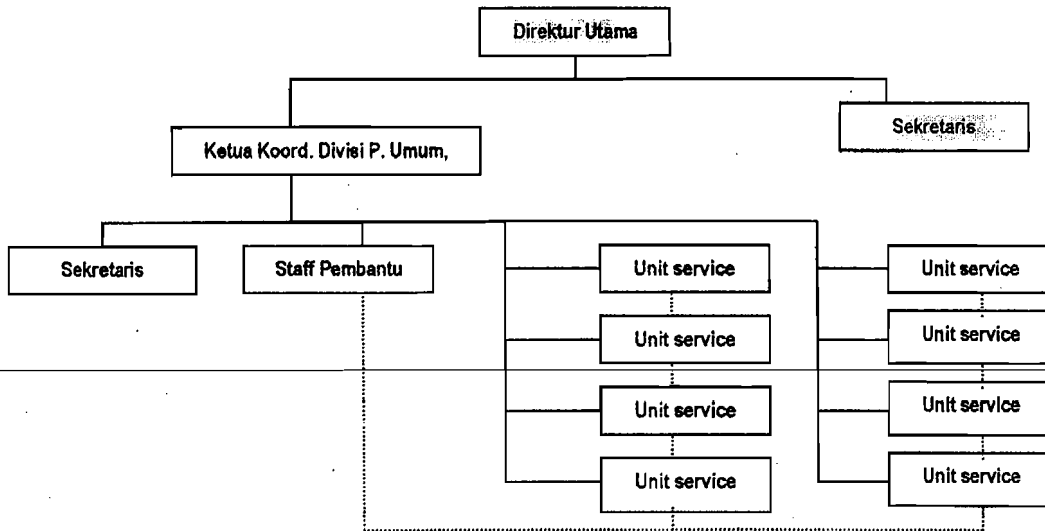 Direktur Utama
Sekretaris
Ketua Koord. Divisi P. Umum,
Sekretaris
Staff Pembantu
Unit service
Unit service
Unit service
Unit service
Unit service
Unit service
Unit service
Unit service